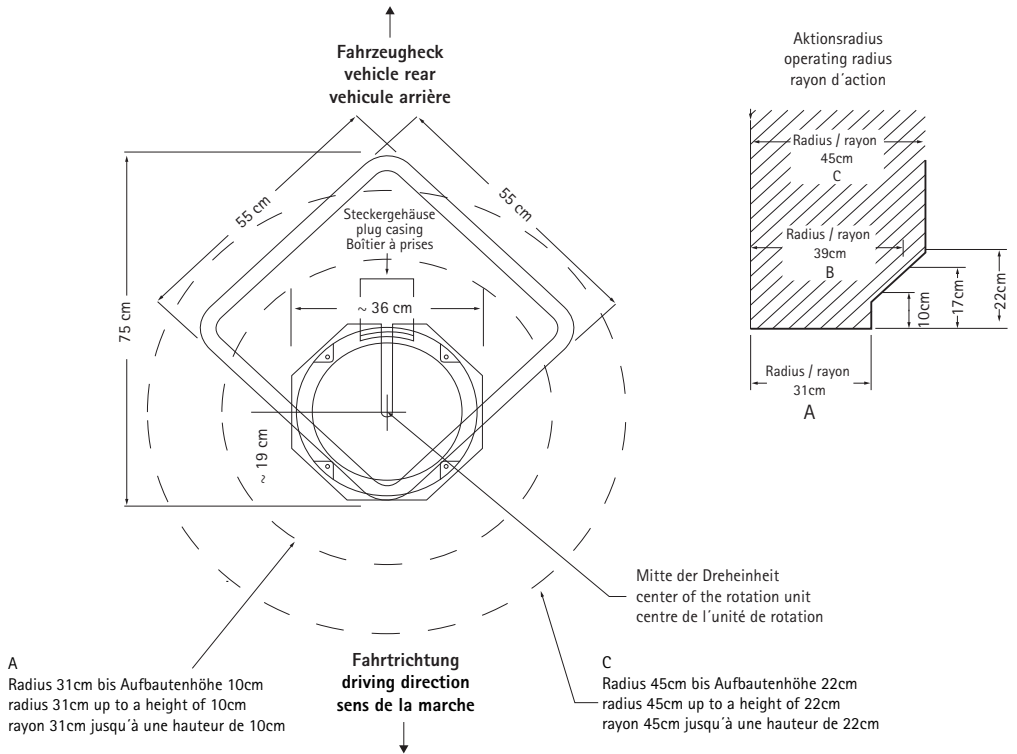 Fahrzeugheck
vehicle rear
vehicule arrière
Aktionsradius
operating radius
rayon d´action
Radius / rayon
45cm
C
Radius / rayon
39cm
B
10cm
17cm
22cm
Radius / rayon
31cm
A
55 cm
55 cm
75 cm
Steckergehäuse
plug casing
Boîtier à prises
~ 36 cm
~ 19 cm
Mitte der Dreheinheit
center of the rotation unit
centre de l´unité de rotation
Fahrtrichtung
driving direction
sens de la marche
A
Radius 31cm bis Aufbautenhöhe 10cm
radius 31cm up to a height of 10cm
rayon 31cm jusqu´à une hauteur de 10cm
C
Radius 45cm bis Aufbautenhöhe 22cm
radius 45cm up to a height of 22cm
rayon 45cm jusqu´à une hauteur de 22cm